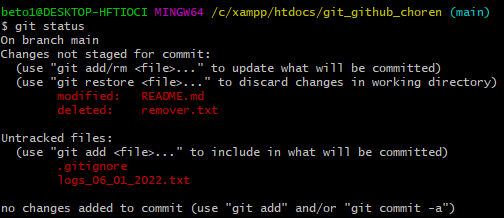 beto1@DESKTOP-HFTIOCI MINGW64 /c/xampp/htdocs/git_github_choren (main)
$ git status
On branch main
Changes not staged for commit:
  (use "git add/rm <file>..." to update what will be committed)
  (use "git restore <file>..." to discard changes in working directory)
        modified:   README.md
        deleted:    remover.txt

Untracked files:
  (use "git add <file>..." to include in what will be committed)
        .gitignore
        logs_06_01_2022.txt

no changes added to commit (use "git add" and/or "git commit -a")